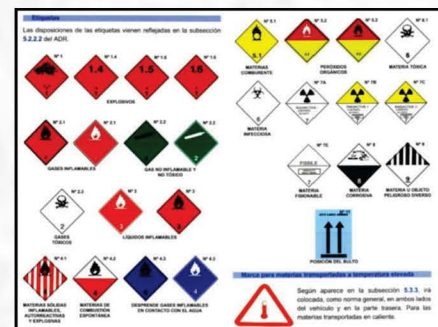 Etiquetas
Las disposiciones de las etiquetas vienen reflejadas en la subsección
5.2.2.2 del ADR.
Nº 1
Nº 1.4
Nº 1.5
Nº 1.6
1.4
1.5
1.6
EXPLOSIVOS
Nº 2.1
Nº 2.1
Nº 2.2
Nº 2.2
GASES INFLAMABLES
GAS NO INFLAMABLE Y
NO TÓXICO
Nº 2.3
Nº 3
Nº 3
2
3
3
GASES
TÓXICOS
LÍQUIDOS INFLAMABLES
Nº 4.1
Nº 4.2
Nº 4.3
Nº 4.3
MATERIAS SÓLIDAS
INFLAMABLES,
AUTORREACTIVAS
Y EXPLOSIVAS
MATERIAS DE
COMBUSTIÓN
ESPONTÁNEA
DESPRENDE GASES INFLAMABLES
EN CONTACTO CON EL AGUA
Nº 5.1
Nº 5.2
Nº 5.2
Nº 6.1
5.1
6
MATERIAS
COMBURENTE
PERÓXIDOS
ORGÁNICOS
MATERIA TÓXICA
Nº 7A
Nº 7B
Nº 7C
6
MATERIA
INFECCIOSA
Nº 7E
Nº 8
Nº 9
FISSILE
7
8
MATERIA
FISIONABLE
MATERIA
CORROSIVA
MATERIA U OBJETO
PELIGROSO DIVERSO
POSICIÓN DEL BULTO
Marca para materias transportadas a temperatura elevada
Según aparece en la subsección 5.3.3. va
colocada, como norma general, en ambos lados
del vehículo y en la parte trasera. Para las
materias transportadas en caliente.